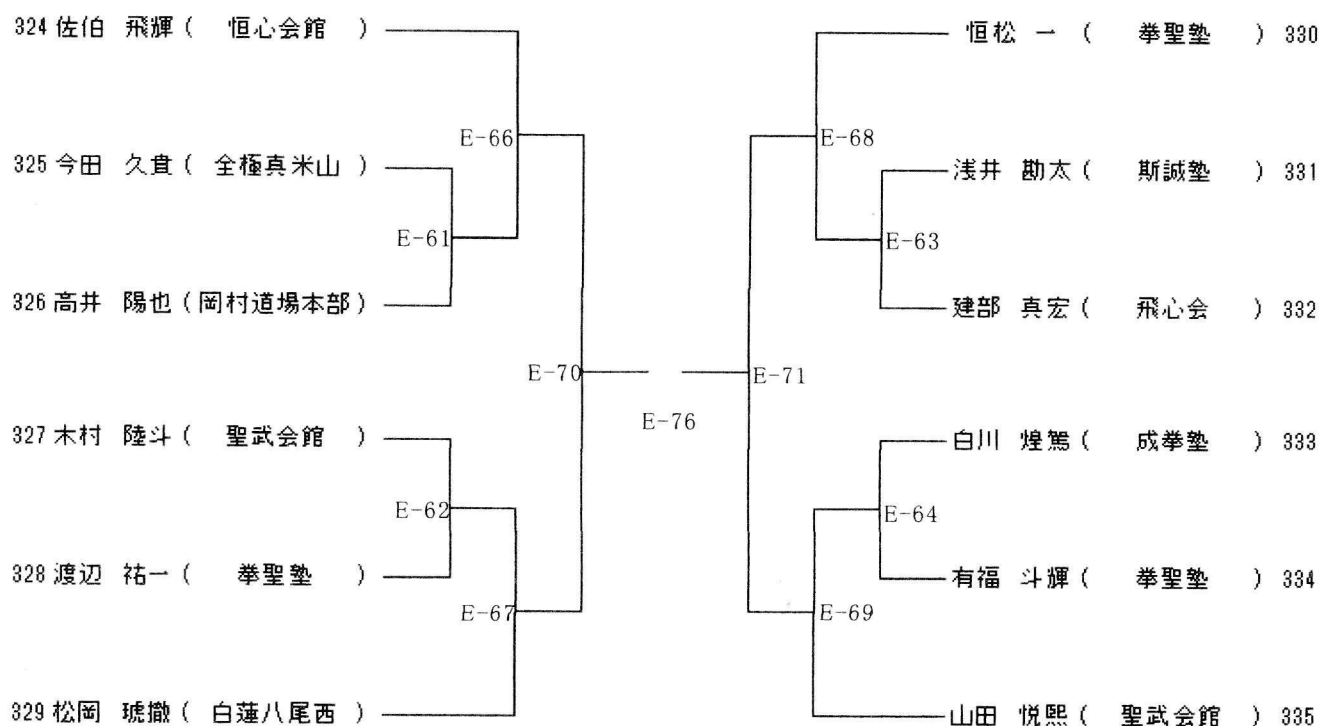 324 佐伯 飛輝 ( 恒心会館 )
E-66
325 今田 久貴 ( 全極真米山 )
E-61
326 高井 陽也 ( 岡村道場本部 )
E-70
327 木村 陸斗 ( 聖武会館 )
E-62
328 渡辺 祐一 ( 拳聖塾 )
E-67
329 松岡 琥撤 ( 白蓮八尾西 )
E-76
恒松 一 ( 拳聖塾 ) 330
E-68
浅井 勘太 ( 斯誠塾 ) 331
E-63
建部 真宏 ( 飛心会 ) 332
E-71
白川 煌篤 ( 成拳塾 ) 333
E-64
有福 斗輝 ( 拳聖塾 ) 334
E-69
山田 悦熙 ( 聖武会館 ) 335